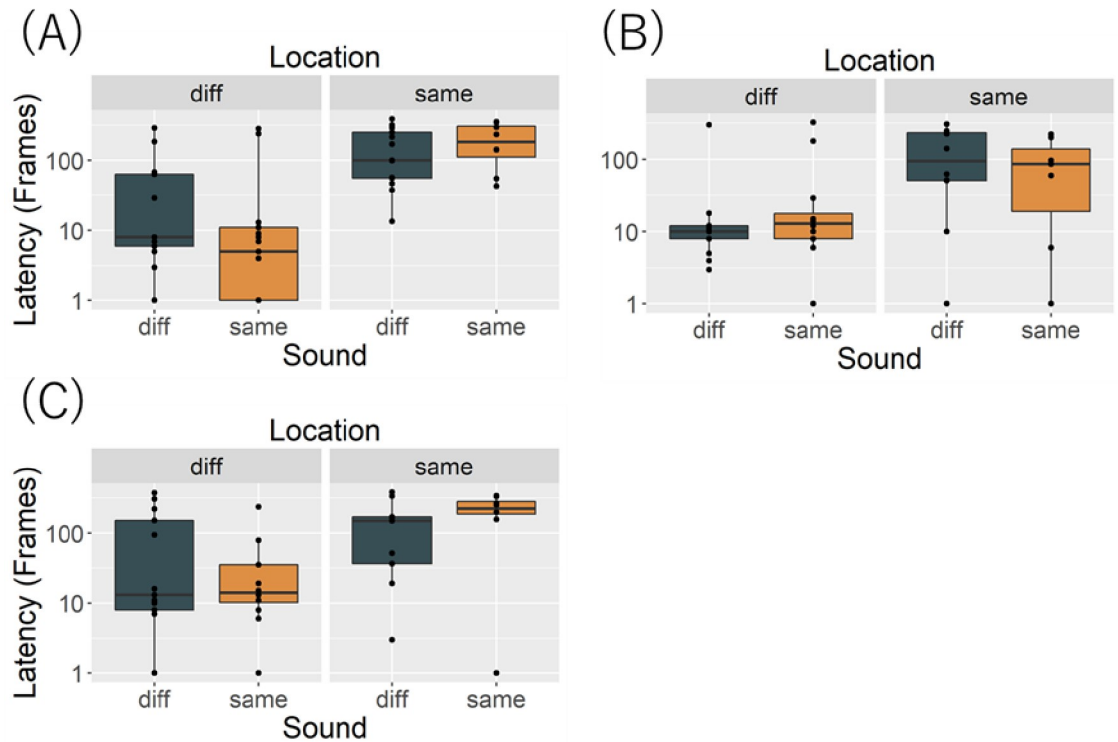 (A)
Location
diff same
Latency (Frames)
100
10
1
diff same diff same
Sound
(B)
Location
diff same
100
10
1
diff same diff same
Sound
(C)
Location
diff same
Latency (Frames)
100
10
1
diff same diff same
Sound